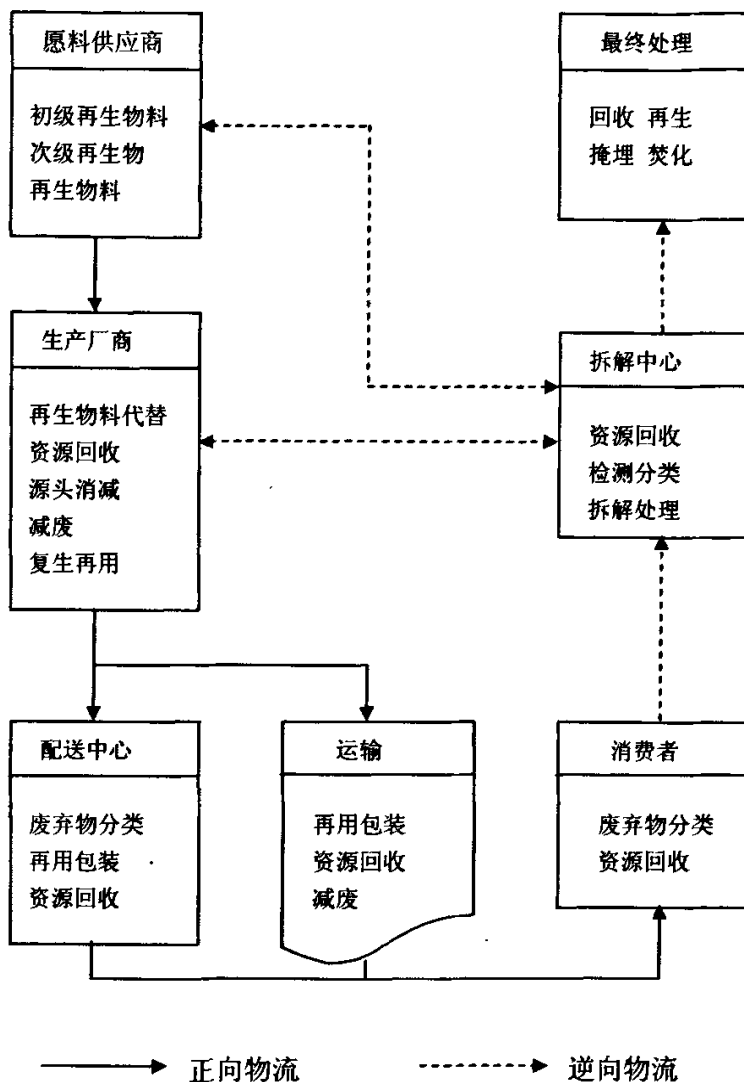 愿料供应商
初级再生物料
次级再生物
再生物料
最终处理
回收 再生
掩埋 焚化
生产厂商
再生物料代替
资源回收
源头消减
减废
复生再用
拆解中心
资源回收
检测分类
拆解处理
配送中心
废弃物分类
再用包装
资源回收
运输
再用包装
资源回收
减废
消费者
废弃物分类
资源回收
正向物流
逆向物流